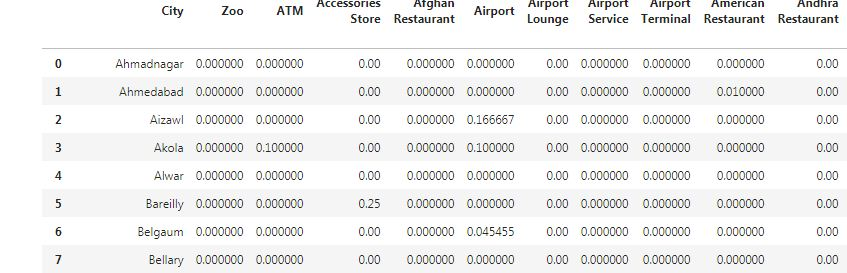 City Zoo ATM Accessories Store Afghan Restaurant Airport Airport Lounge Airport Service Airport Terminal American Restaurant Andhra Restaurant
0 Ahmadnagar 0.000000 0.000000 0.00 0.000000 0.000000 0.00 0.000000 0.000000 0.000000 0.00
1 Ahmedabad 0.000000 0.000000 0.00 0.000000 0.000000 0.00 0.000000 0.000000 0.010000 0.00
2 Aizawl 0.000000 0.000000 0.00 0.000000 0.166667 0.00 0.000000 0.000000 0.000000 0.00
3 Akola 0.000000 0.100000 0.00 0.000000 0.100000 0.00 0.000000 0.000000 0.000000 0.00
4 Alwar 0.000000 0.000000 0.00 0.000000 0.000000 0.00 0.000000 0.000000 0.000000 0.00
5 Bareilly 0.000000 0.000000 0.25 0.000000 0.000000 0.00 0.000000 0.000000 0.000000 0.00
6 Belgaum 0.000000 0.000000 0.00 0.000000 0.045455 0.00 0.000000 0.000000 0.000000 0.00
7 Bellary 0.000000 0.000000 0.00 0.000000 0.000000 0.00 0.000000 0.000000 0.000000 0.00